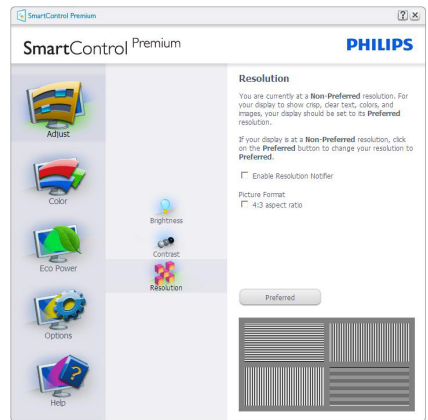 SmartControl Premium
SmartControl Premium
PHILIPS
Adjust
Color
Eco Power
Options
Help
Brightness
Contrast
Resolution
Resolution
You are currently at a Non-Preferred resolution. For
your display to show crisp, clear text, colors, and
images, your display should be set to its Preferred
resolution.
If your display is at a Non-Preferred resolution, click
on the Preferred button to change your resolution to
Preferred.
Enable Resolution Notifier
Picture Format
4:3 aspect ratio
Preferred